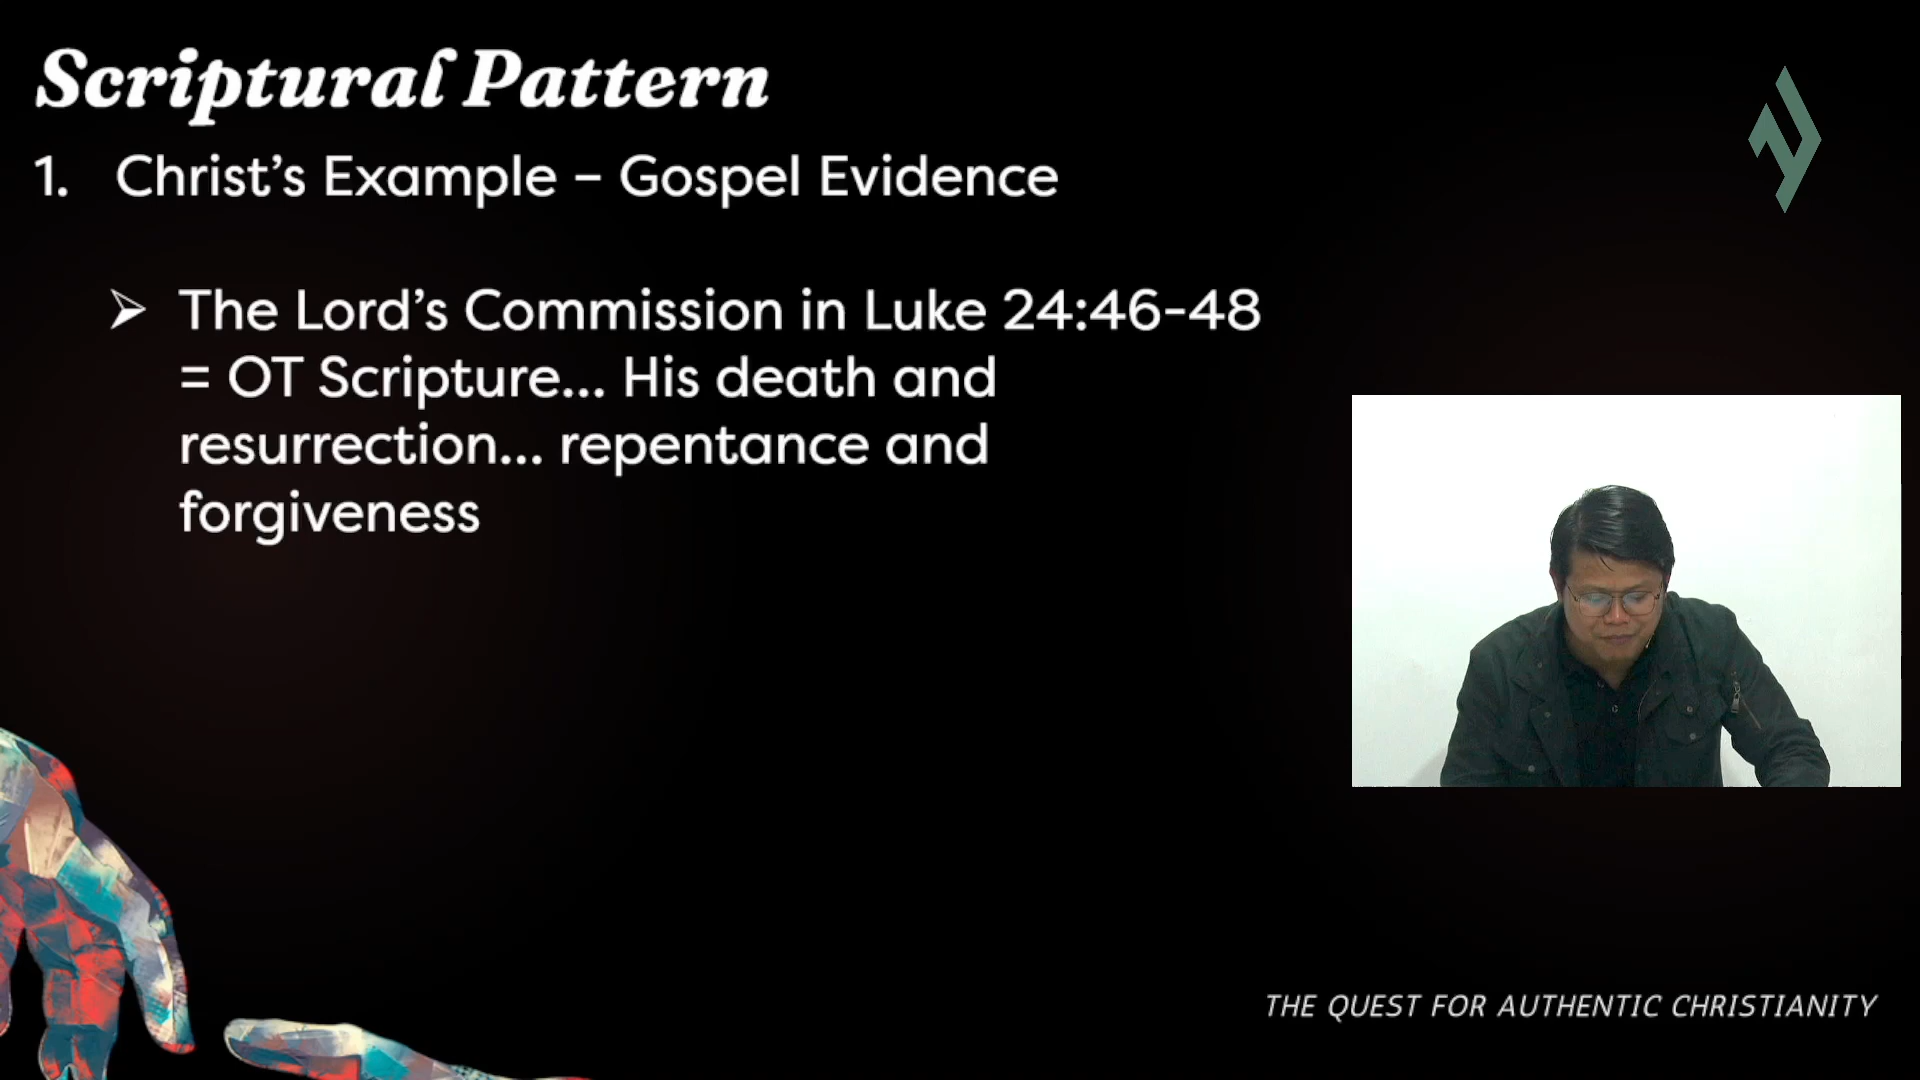 Scriptural Pattern
1. Christ's Example – Gospel Evidence
➢ The Lord's Commission in Luke 24:46-48
= OT Scripture... His death and
resurrection... repentance and
forgiveness
THE QUEST FOR AUTHENTIC CHRISTIANITY